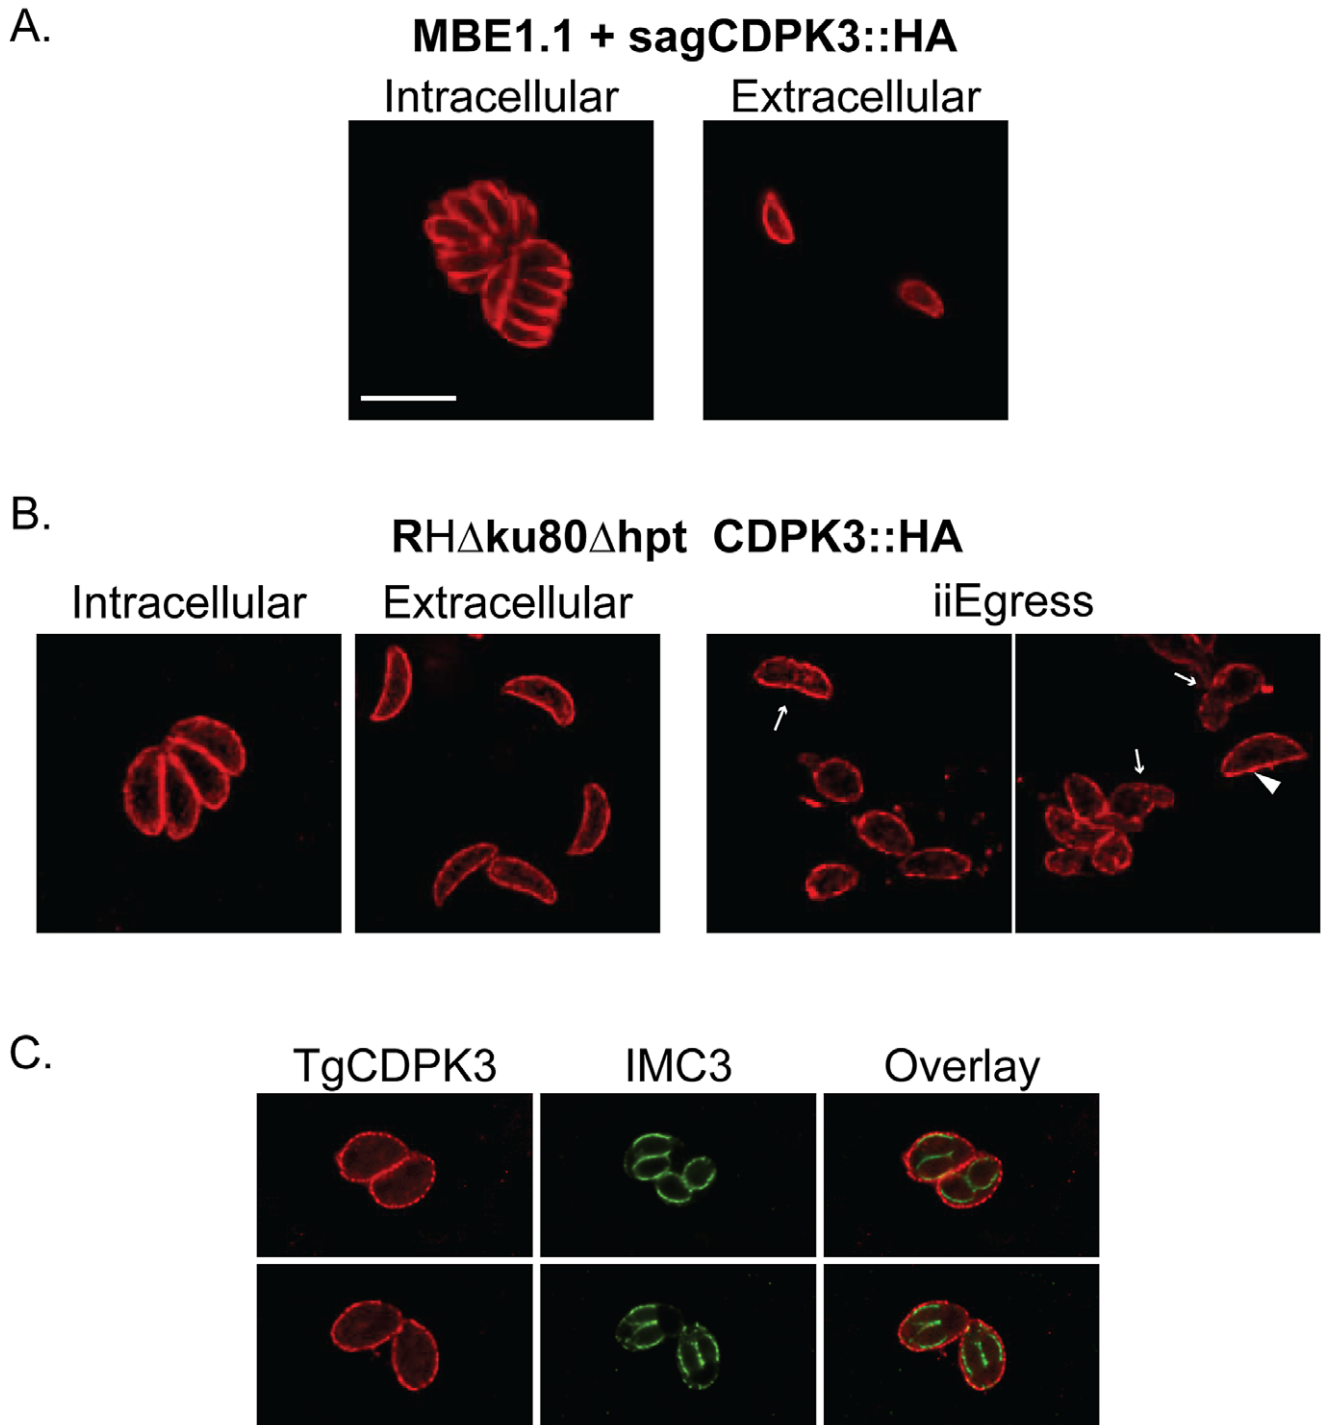 A.
MBE1.1 + sagCDPK3::HA
Intracellular Extracellular
B.
RHΔku80Δhpt CDPK3::HA
Intracellular Extracellular iiEgress
C.
TgCDPK3 IMC3 Overlay